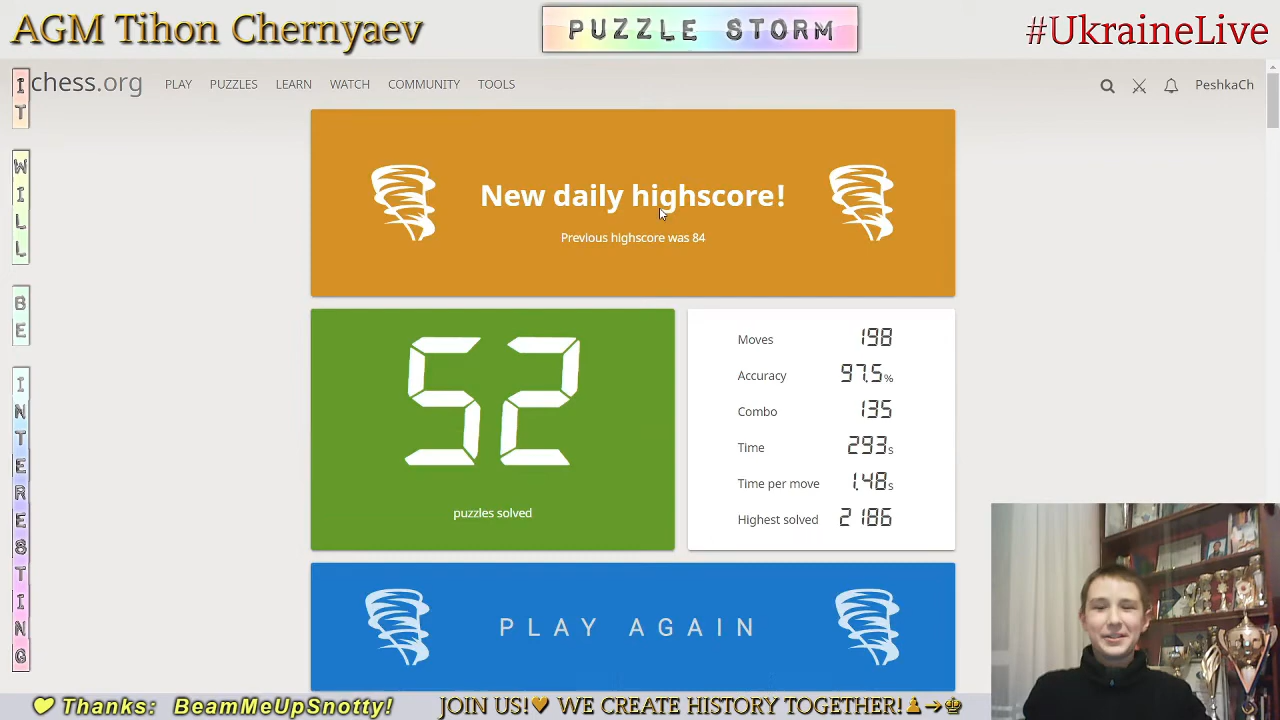 AGM Tihon Chernyaev
PUZZLE STORM
#UkraineLive
chess.org
PLAY
PUZZLES
LEARN
WATCH
COMMUNITY
TOOLS
PeshkaCh
IT
WILL
BE
INTERESTING
New daily highscore!
Previous highscore was 84
52
puzzles solved
Moves 198
Accuracy 97.5%
Combo 135
Time 293s
Time per move 1.48s
Highest solved 2186
PLAY AGAIN
Thanks: BeamMeUpSnotty!
JOIN US! WE CREATE HISTORY TOGETHER!